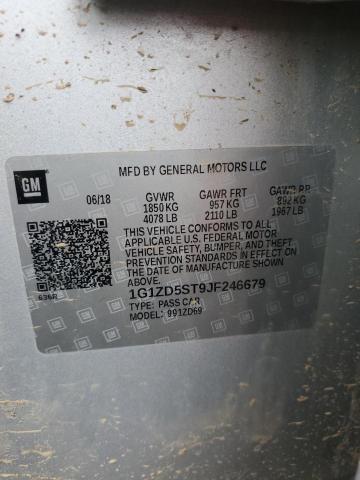 MFD BY GENERAL MOTORS LLC
GM
06/18 GVWR GAWR FRT GAWR RR
1850 KG 957 KG 892 KG
4078 LB 2110 LB 1967 LB
THIS VEHICLE CONFORMS TO ALL
APPLICABLE U.S. FEDERAL MOTOR
VEHICLE SAFETY, BUMPER, AND THEFT
PREVENTION STANDARDS IN EFFECT ON
THE DATE OF MANUFACTURE SHOWN
ABOVE.
636R
1G1ZD5ST9JF246679
TYPE: PASS CAR
MODEL: 991ZD69